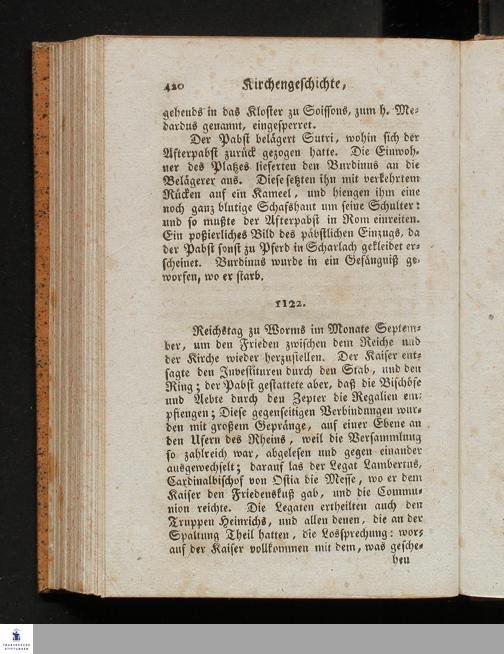 420 Kirchengeschichte,
gehends in das Kloster zu Soissons, zum h. Me-
dardus genannt, eingesperret.
Der Pabst belägert Sutri, wohin sich der
Afterpabst zurück gezogen hatte. Die Einwoh-
ner des Platzes lieferten den Burdinus an die
Belägerer aus. Diese setzten ihn mit verkehrtem
Rücken auf ein Kameel, und hiengen ihm eine
noch ganz blutige Schafshaut um seine Schulter:
und so mußte der Afterpabst in Rom einreiten.
Ein poßierliches Bild des päbstlichen Einzugs, da
der Pabst sonst zu Pferd in Scharlach gekleidet er-
scheinet. Burdinus wurde in ein Gefängniß ge-
worfen, wo er starb.
1122.
Reichstag zu Worms im Monate Septem-
ber, um den Frieden zwischen dem Reiche und
der Kirche wieder herzustellen. Der Kaiser ent-
sagte den Investituren durch den Stab, und den
Ring; der Pabst gestattete aber, daß die Bischöfe
und Aebte durch den Zepter die Regalien em-
pfiengen; Diese gegenseitigen Verbindungen wur-
den mit großem Gepränge, auf einer Ebene an
den Ufern des Rheins, weil die Versammlung
so zahlreich war, abgelesen und gegen einander
ausgewechselt; darauf las der Legat Lambertus,
Cardinalbischof von Ostia die Messe, wo er dem
Kaiser den Friedenskuß gab, und die Commu-
nion reichte. Die Legaten ertheilten auch den
Truppen Heinrichs, und allen denen, die an der
Spaltung Theil hatten, die Lossprechung: wor-
auf der Kaiser vollkommen mit dem, was gesche-
hen
FRANCKESCHE
STIFTUNGEN